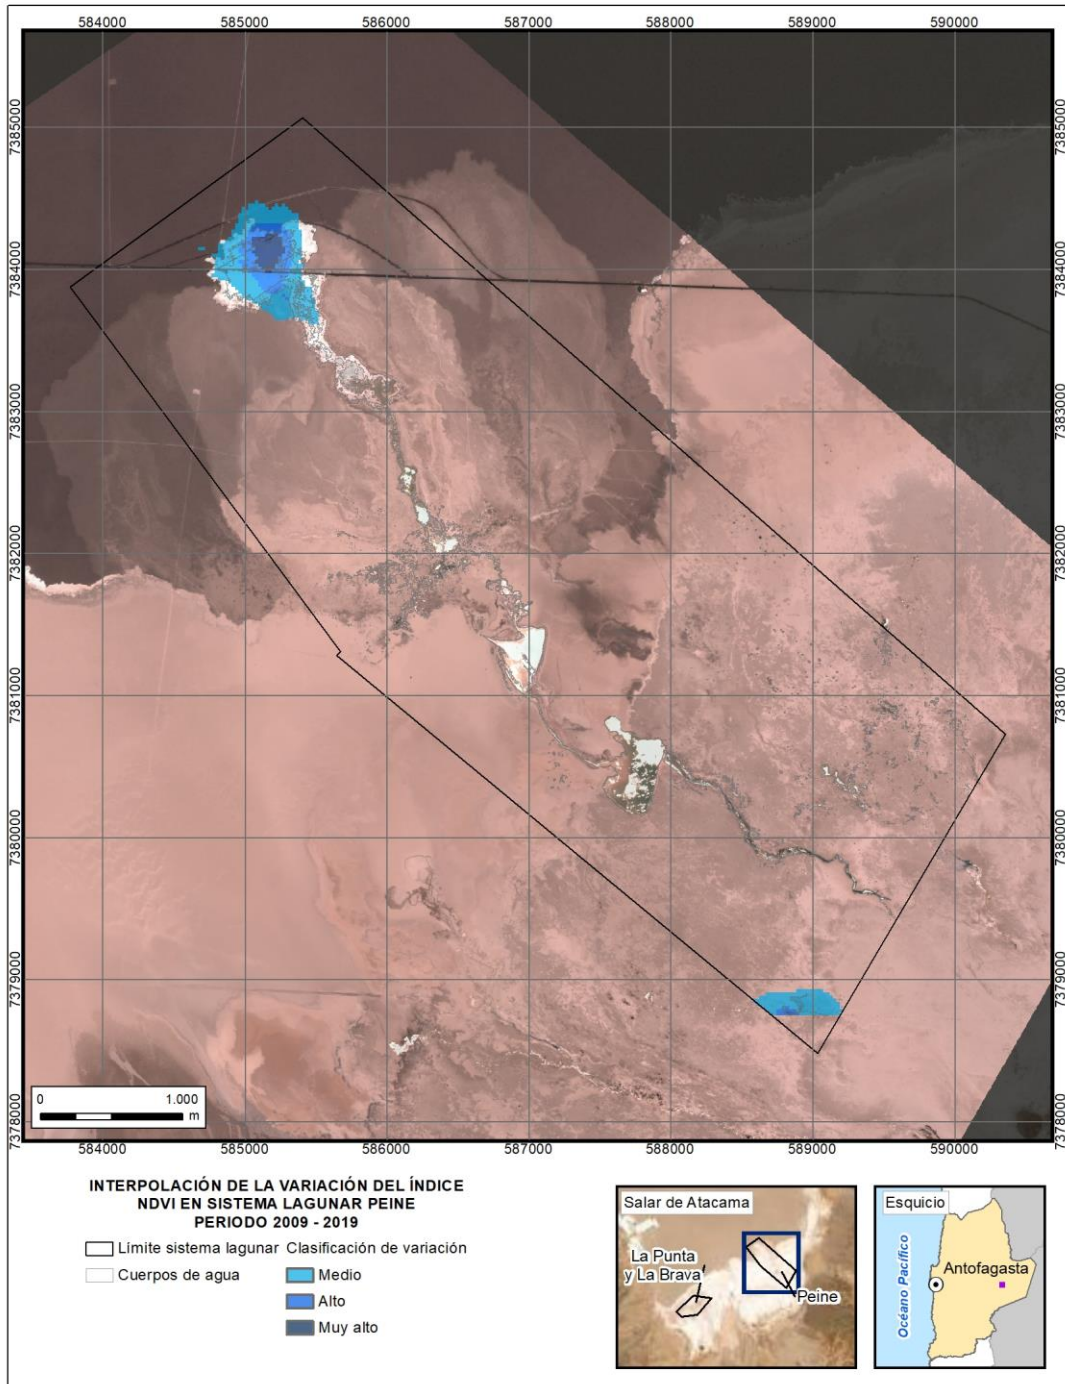 584000 585000 586000 587000 588000 589000 590000
7385000 7385000
7384000 7384000
7383000 7383000
7382000 7382000
7381000 7381000
7380000 7380000
7379000 7379000
7378000 7378000
0 1.000
m
584000 585000 586000 587000 588000 589000 590000
INTERPOLACIÓN DE LA VARIACIÓN DEL ÍNDICE
NDVI EN SISTEMA LAGUNAR PEINE
PERIODO 2009 - 2019
Limite sistema lagunar Clasificación de variación
Cuerpos de agua
Medio
Alto
Muy alto
Salar de Atacama
La Punta
y La Brava
Peine
Esquicio
Océano Pacífico
Antofagasta